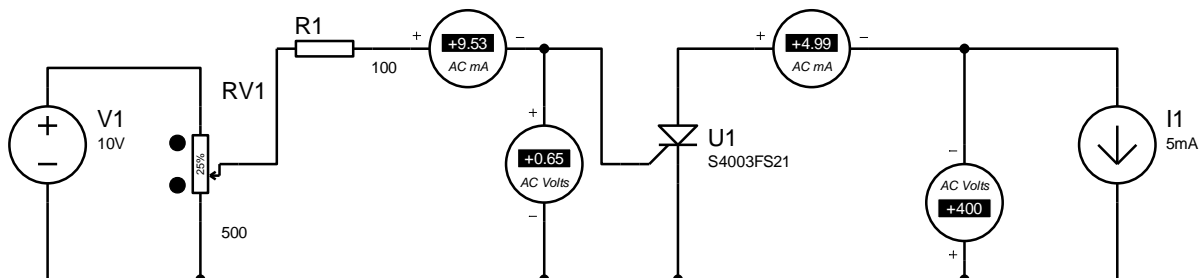 V1
10V
RV1
25%
500
R1
100
+
+9.53
AC mA
−
+
+0.65
AC Volts
−
U1
S4003FS21
+
+4.99
AC mA
−
−
AC Volts
+400
+
I1
5mA